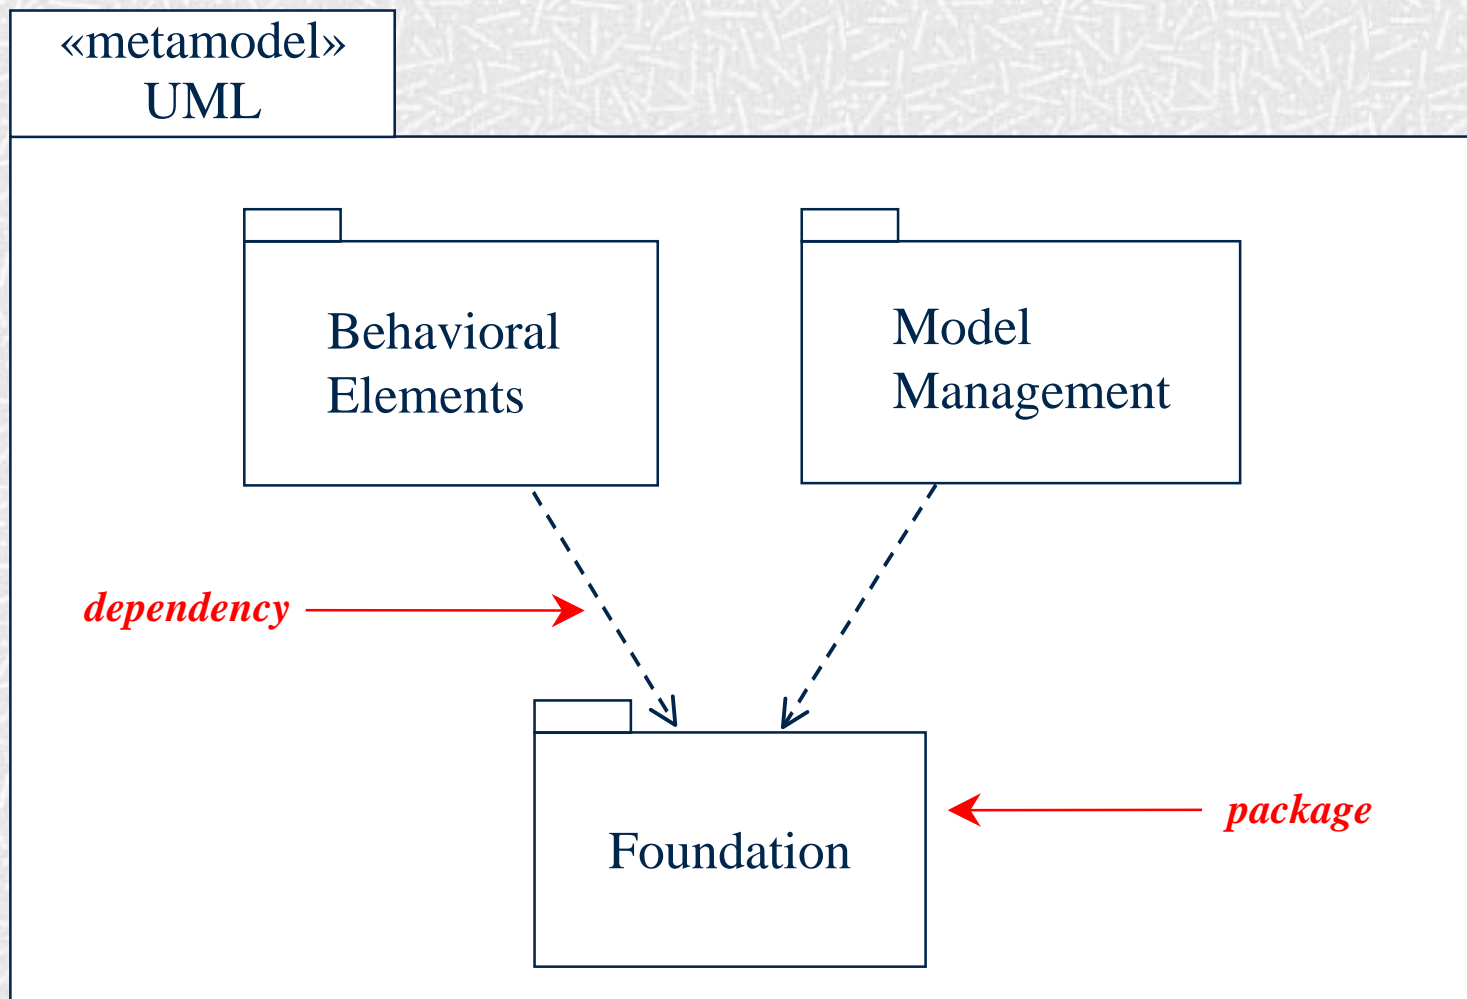 «metamodel»
UML
Behavioral
Elements
Model
Management
dependency
package
Foundation